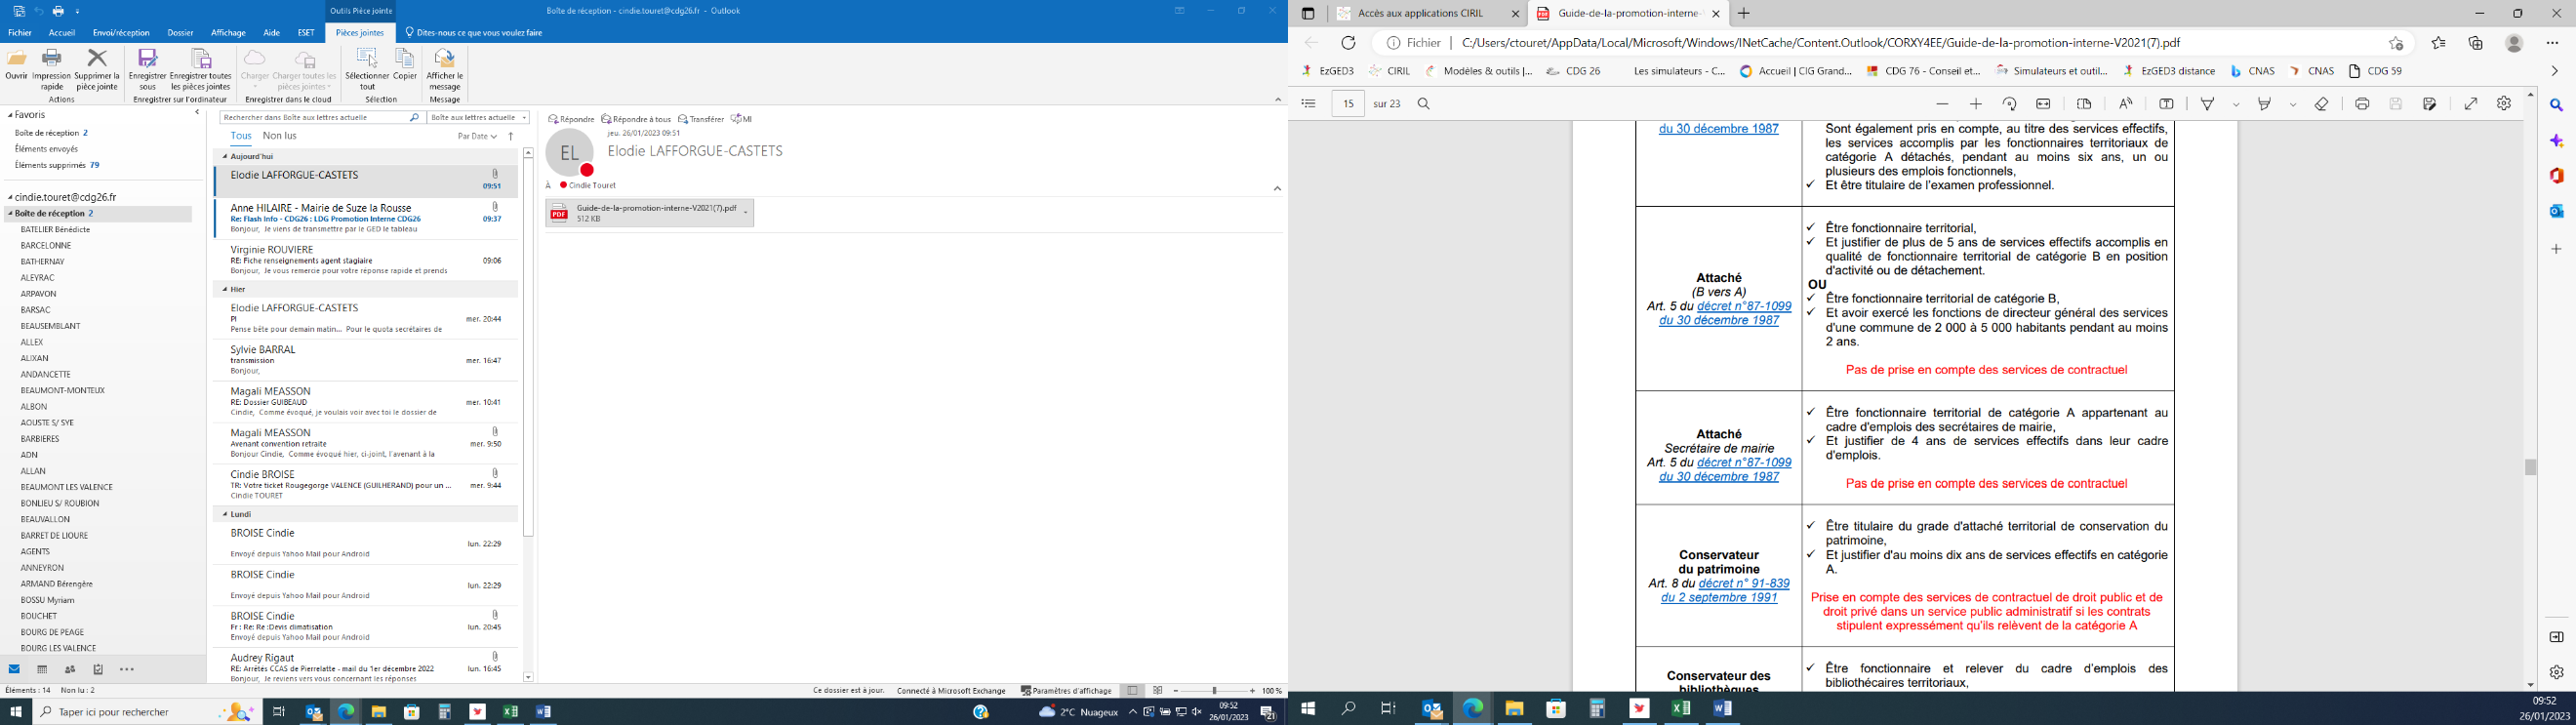 Outils Pièce jointe
Boîte de réception - cindie.touret@cdg26.fr - Outlook
Fichier Accueil Envoi/réception Dossier Affichage Aide ESET Pièces jointes Dites-nous ce que vous voulez faire
Ouvrir
Impression rapide
Supprimer la pièce jointe
Enregistrer sous
Enregistrer toutes les pièces jointes
Charger
Charger toutes les pièces jointes
Sélectionner tout
Copier
Afficher le message
Actions
Enregistrer sur l'ordinateur
Enregistrer dans le cloud
Sélection
Message
Favoris
Boîte de réception 2
Éléments envoyés
Éléments supprimés 79
cindie.touret@cdg26.fr
Boîte de réception 2
BATELIER Bénédicte
BARCELONNE
BATHERNAY
ALEYRAC
ARPAVON
BARSAC
BEAUSEMBLANT
ALLEX
ALIXAN
ANDANCETTE
BEAUMONT-MONTEUX
ALBON
AOUSTE S/ SYE
BARBIERES
ADN
ALLAN
BEAUMONT LES VALENCE
BONLIEU S/ ROUBION
BEAUVALLON
BARRET DE LIOURE
AGENTS
ANNEYRON
ARMAND Bérengère
BOSSU Myriam
BOUCHET
BOURG DE PEAGE
BOURG LES VALENCE
Éléments : 14 Non lu : 2
Rechercher dans Boîte aux lettres actuelle
Boîte aux lettres actuelle
Tous Non lus
Par Date
Aujourd'hui
Elodie LAFFORGUE-CASTETS
09:51
Anne HILAIRE - Mairie de Suze la Rousse
Re: Flash Info - CDG26 : LDG Promotion Interne CDG26 09:37
Bonjour, Je viens de transmettre par le GED le tableau
Virginie ROUVIERE
RE: Fiche renseignements agent stagiaire 09:06
Bonjour, Je vous remercie pour votre réponse rapide et prends
Hier
Elodie LAFFORGUE-CASTETS
PI mer. 20:44
Pense bête pour demain matin... Pour le quota secrétaires de
Sylvie BARRAL
transmission mer. 16:47
Bonjour,
Magali MEASSON
RE: Dossier GUIBEAUD mer. 10:41
Cindie, Comme évoqué, je voulais voir avec toi le dossier de
Magali MEASSON
Avenant convention retraite mer. 9:50
Bonjour Cindie, Comme évoqué hier, ci-joint, l'avenant à la
Cindie BROISE
TR: Votre ticket Rougegorge VALENCE (GUILHERAND) pour un ... mer. 9:44
Cindie TOURET
Lundi
BROISE Cindie
lun. 22:29
Envoyé depuis Yahoo Mail pour Android
BROISE Cindie
lun. 22:29
Envoyé depuis Yahoo Mail pour Android
BROISE Cindie
Fr : Re: Re :Devis climatisation lun. 20:45
Envoyé depuis Yahoo Mail pour Android
Audrey Rigaut
RE: Arrêtés CCAS de Pierrelatte - mail du 1er décembre 2022 lun. 16:45
Bonjour, Je reviens vers vous concernant les réponses
Répondre Répondre à tous Transférer MI
jeu. 26/01/2023 09:51
EL
Elodie LAFFORGUE-CASTETS
À Cindie Touret
PDF
Guide-de-la-promotion-interne-V2021(7).pdf
512 KB
Ce dossier est à jour. Connecté à Microsoft Exchange Paramètres d'affichage 100 %
Taper ici pour rechercher
2°C Nuageux
09:52
26/01/2023
21
Accès aux applications CIRIL
Guide-de-la-promotion-interne-
Fichier C:/Users/ctouret/AppData/Local/Microsoft/Windows/INetCache/Content.Outlook/CORXY4EE/Guide-de-la-promotion-interne-V2021(7).pdf
EzGED3 CIRIL Modèles & outils |... CDG 26 Les simulateurs - C... Accueil | CIG Grand... CDG 76 - Conseil et... Simulateurs et outil... EzGED3 distance CNAS CNAS CDG 59
15 sur 23
du 30 décembre 1987
Sont également pris en compte, au titre des services effectifs,
les services accomplis par les fonctionnaires territoriaux de
catégorie A détachés, pendant au moins six ans, un ou
plusieurs des emplois fonctionnels,
✓ Et être titulaire de l'examen professionnel.
Attaché
(B vers A)
Art. 5 du décret n°87-1099
du 30 décembre 1987
✓ Être fonctionnaire territorial,
✓ Et justifier de plus de 5 ans de services effectifs accomplis en
qualité de fonctionnaire territorial de catégorie B en position
d'activité ou de détachement.
OU
✓ Être fonctionnaire territorial de catégorie B,
✓ Et avoir exercé les fonctions de directeur général des services
d'une commune de 2 000 à 5 000 habitants pendant au moins
2 ans.
Pas de prise en compte des services de contractuel
Attaché
Secrétaire de mairie
Art. 5 du décret n°87-1099
du 30 décembre 1987
✓ Être fonctionnaire territorial de catégorie A appartenant au
cadre d'emplois des secrétaires de mairie,
✓ Et justifier de 4 ans de services effectifs dans leur cadre
d'emplois.
Pas de prise en compte des services de contractuel
Conservateur
du patrimoine
Art. 8 du décret n° 91-839
du 2 septembre 1991
✓ Être titulaire du grade d'attaché territorial de conservation du
patrimoine,
✓ Et justifier d'au moins dix ans de services effectifs en catégorie
A.
Prise en compte des services de contractuel de droit public et de
droit privé dans un service public administratif si les contrats
stipulent expressément qu'ils relèvent de la catégorie A
Conservateur des
bibliothèques
✓ Être fonctionnaire et relever du cadre d'emplois des
bibliothécaires territoriaux,
09:52
26/01/2023